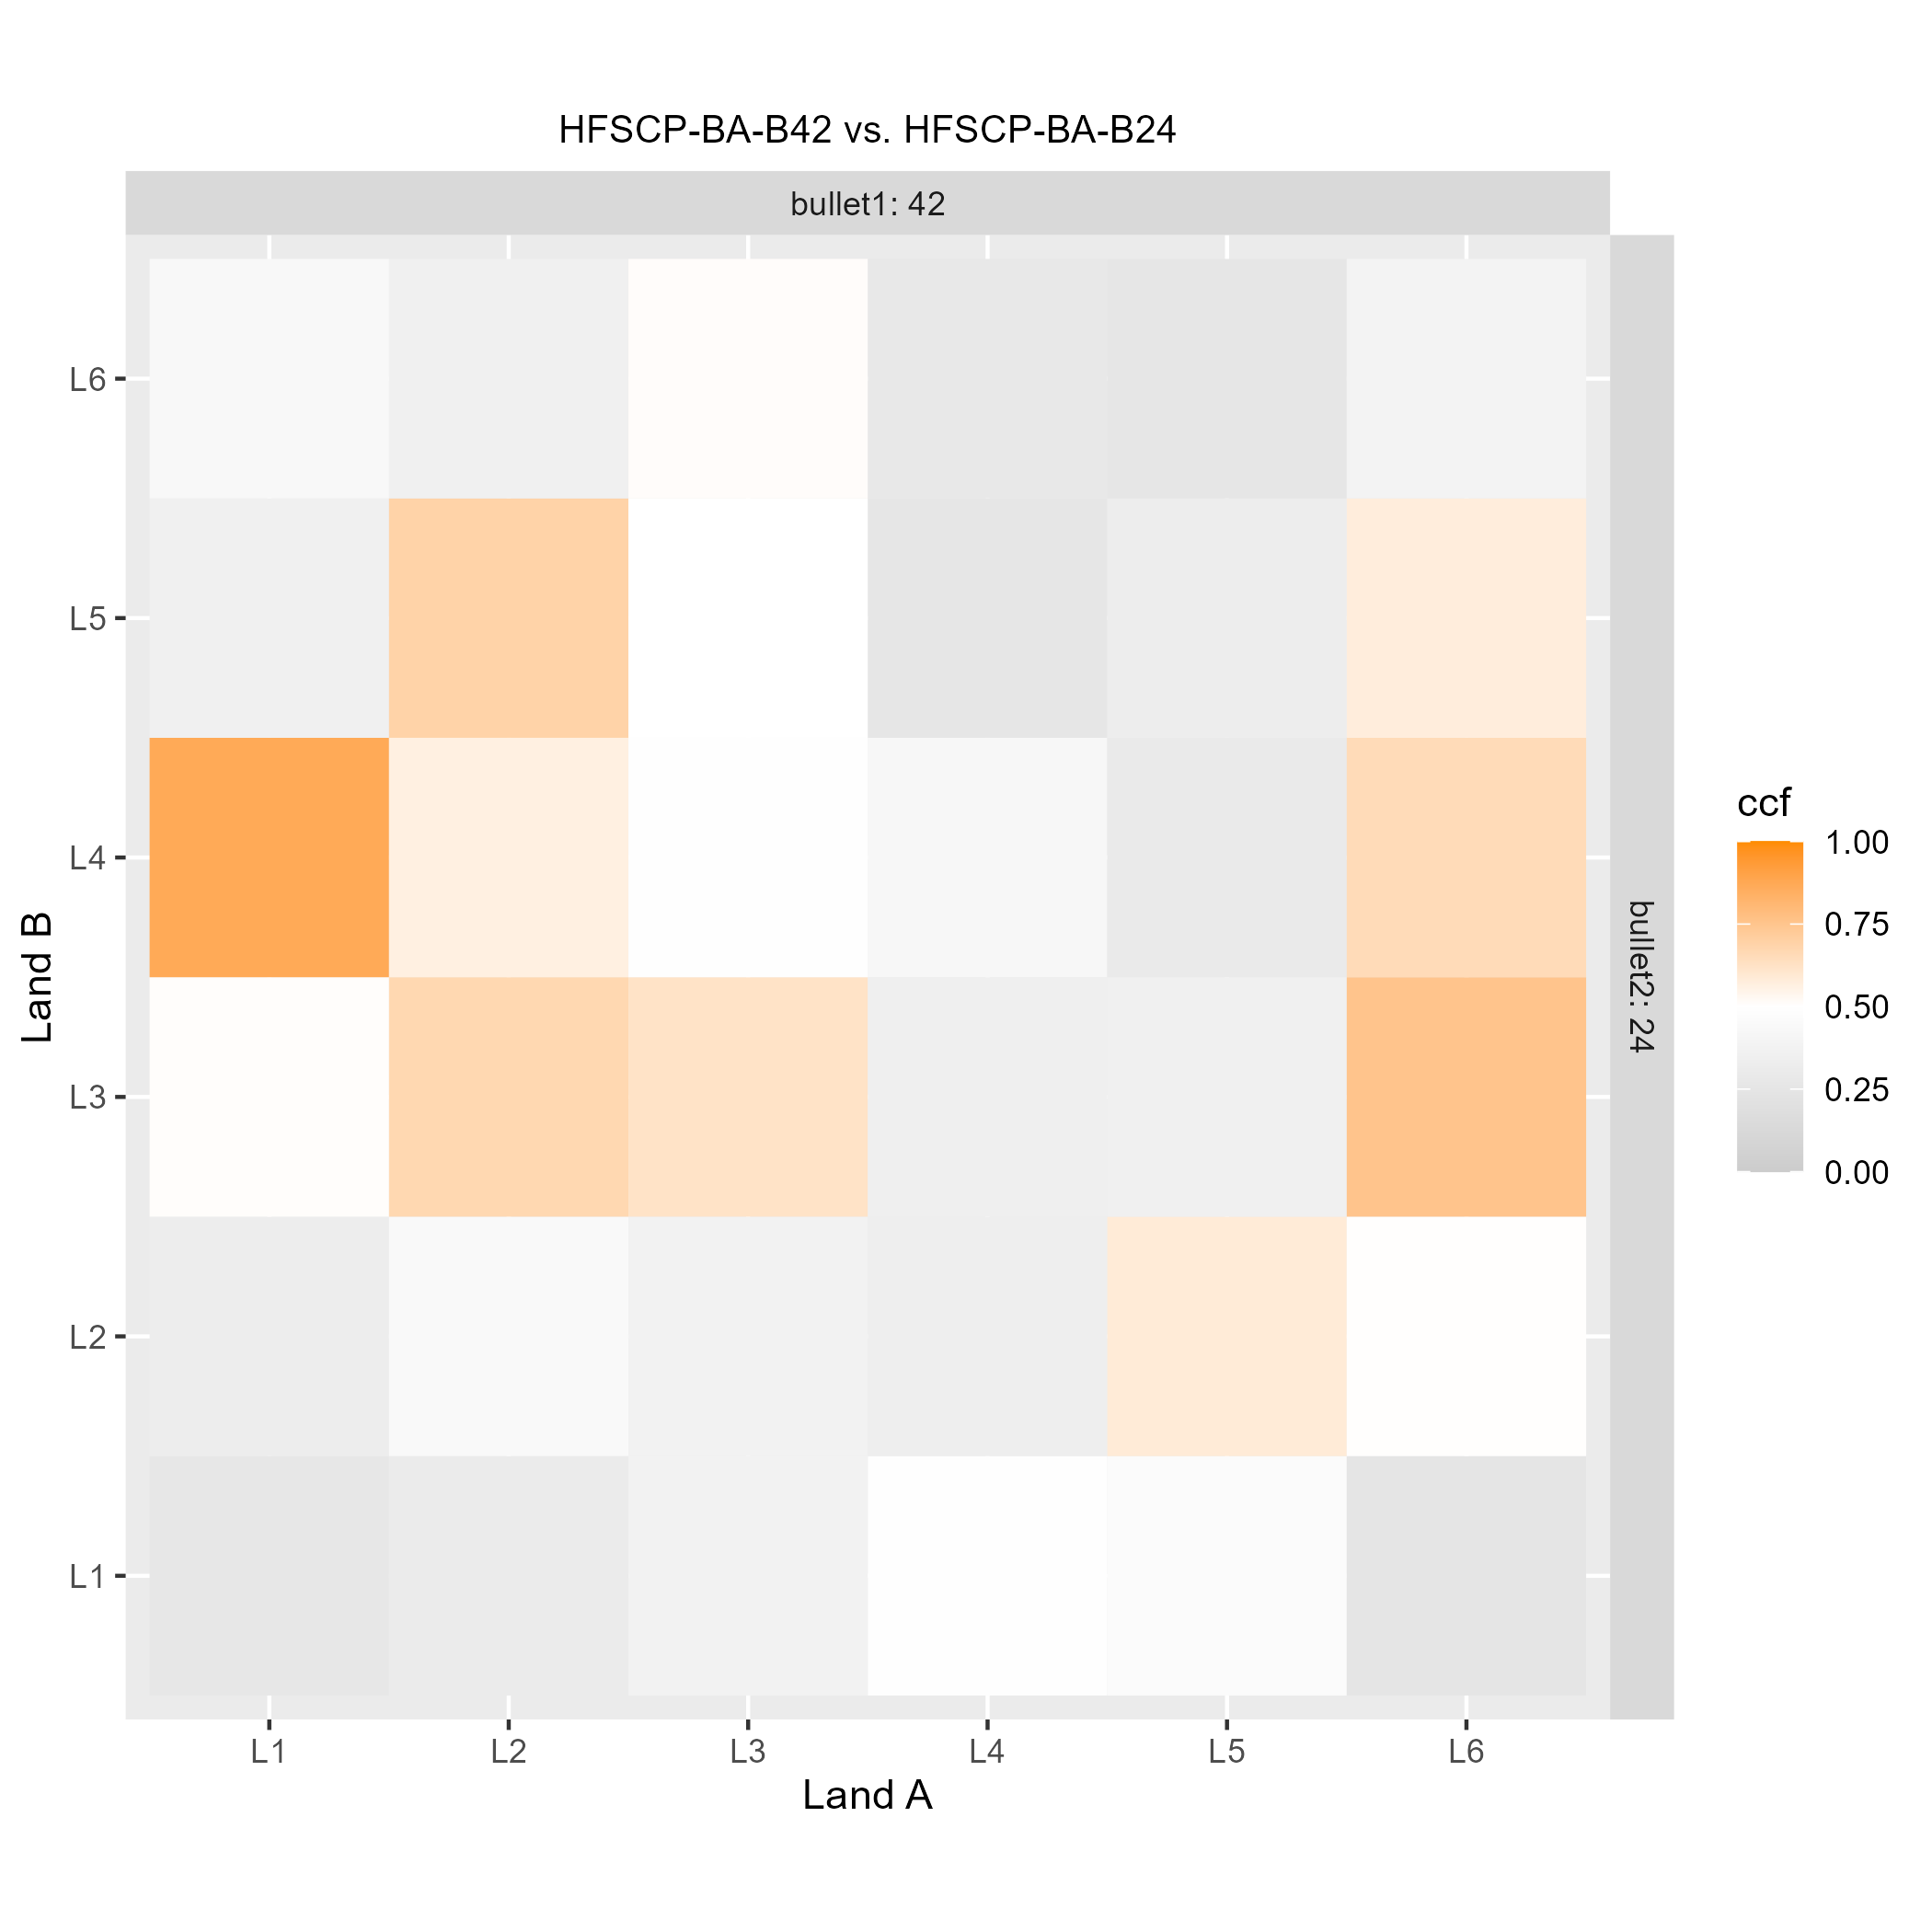 HFSCP-BA-B42 vs. HFSCP-BA-B24
bullet1: 42
L6
L5
L4
L3
L2
L1
Land B
bullet2: 24
L1 L2 L3 L4 L5 L6
Land A
ccf
1.00
0.75
0.50
0.25
0.00